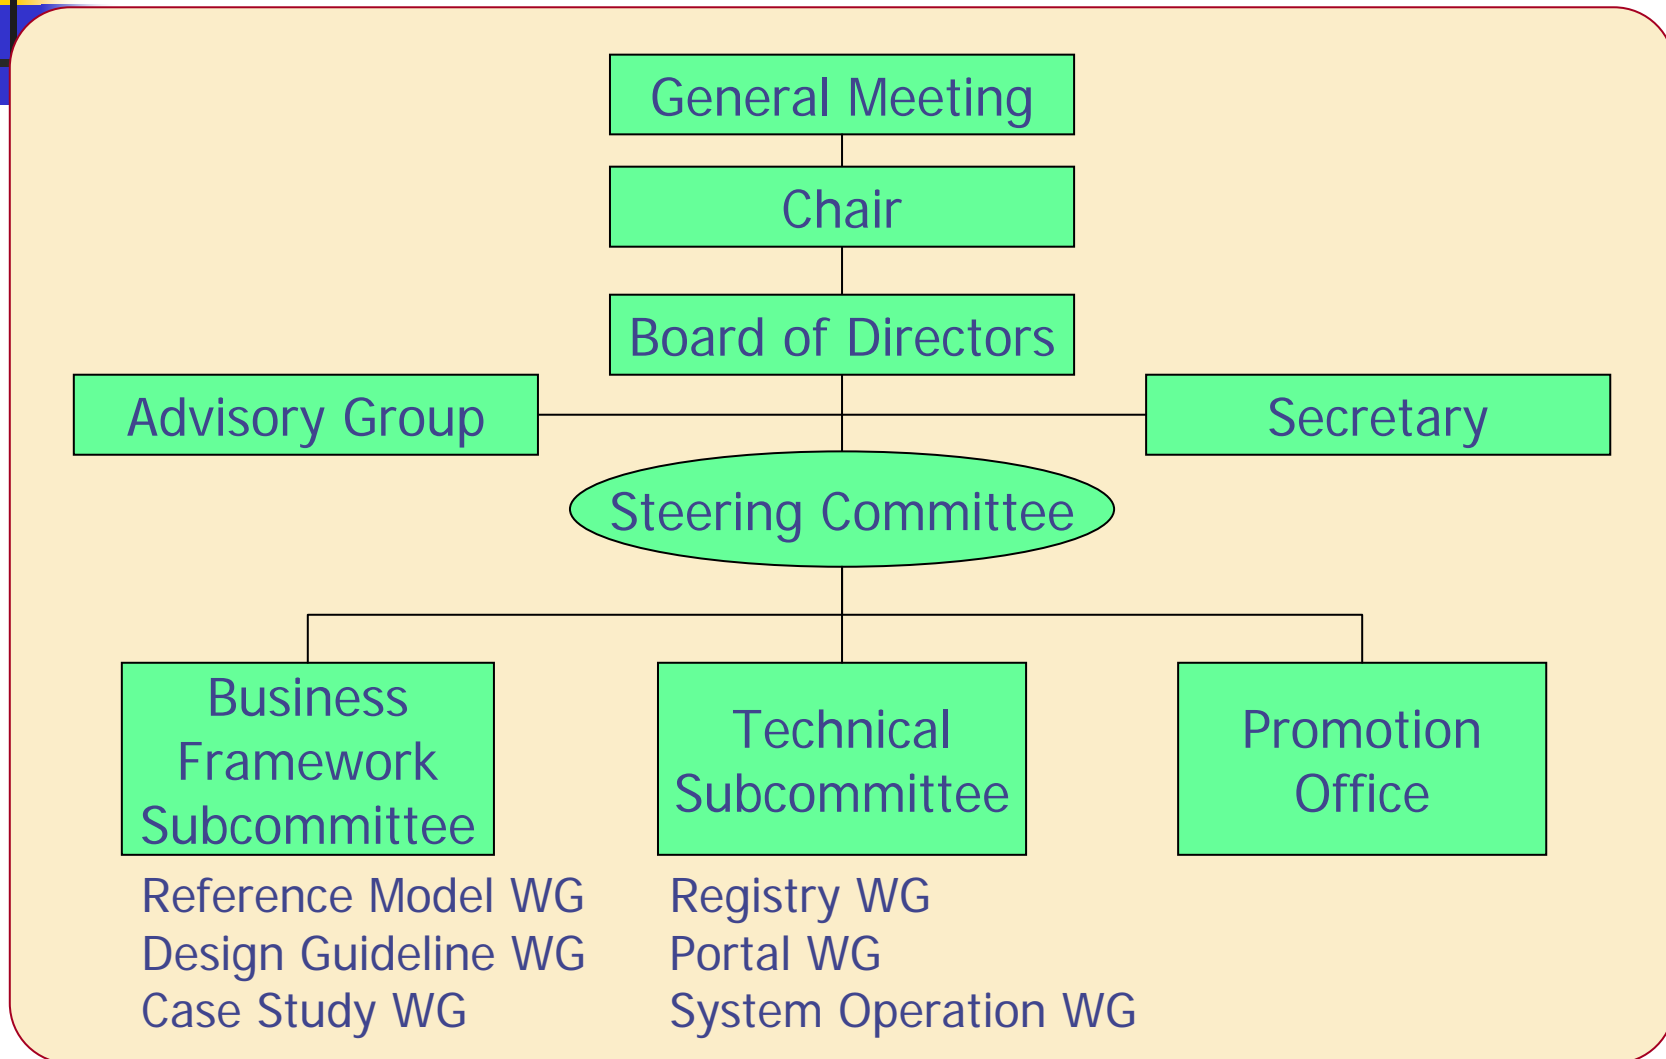 General Meeting
Chair
Board of Directors
Advisory Group
Secretary
Steering Committee
Business
Framework
Subcommittee
Technical
Subcommittee
Promotion
Office
Reference Model WG
Design Guideline WG
Case Study WG
Registry WG
Portal WG
System Operation WG